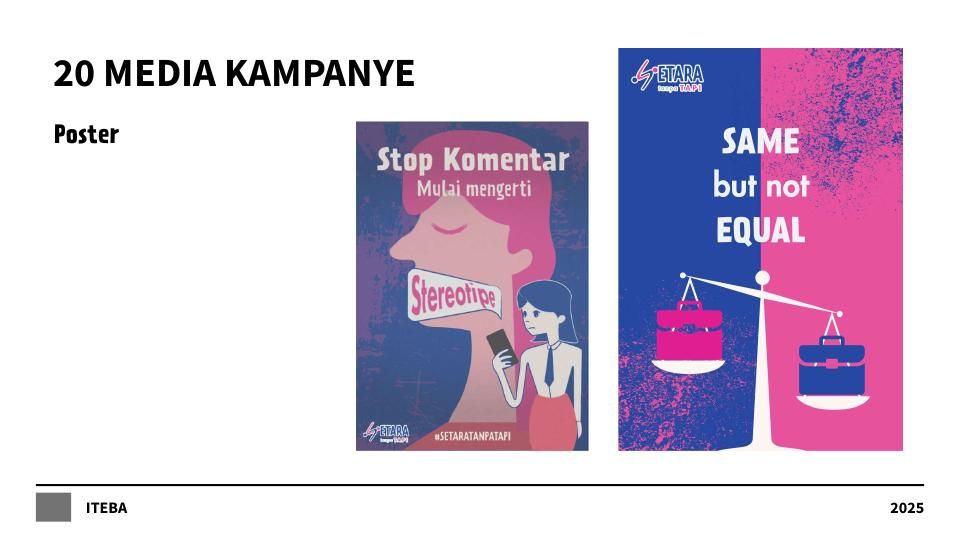 20 MEDIA KAMPANYE
Poster
Stop Komentar
Mulai mengerti
Stereotipe
SETARA
tanpa TAPI
#SETARATANPATAPI
SETARA
tanpa TAPI
SAME
but not
EQUAL
ITEBA
2025